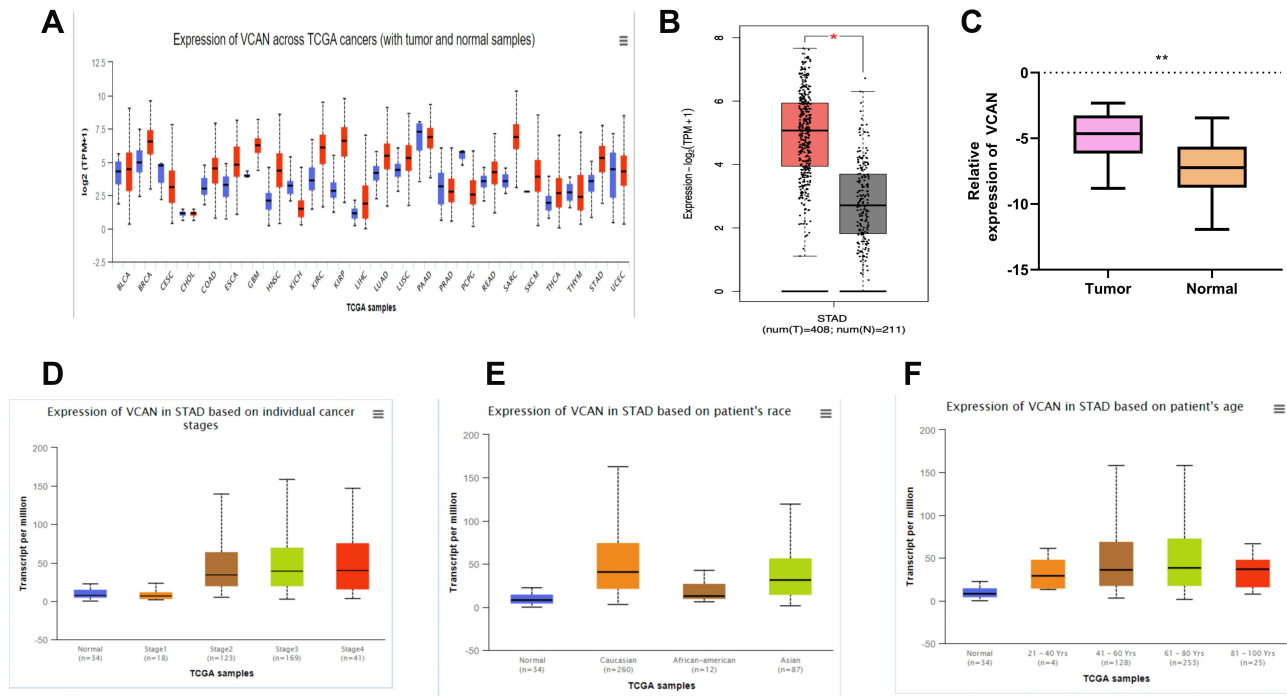 A
Expression of VCAN across TCGA cancers (with tumor and normal samples)
log2 (TPM+1)
12.5
10.0
7.5
5
2.5
0
-2.5
BLCA
BRCA
CESC
CHOL
COAD
ESCA
GBM
HNSC
KICH
KIRC
KIRP
LIHC
LUAD
LUSC
PAAD
PRAD
PCPG
READ
SARC
SKCM
THCA
THYM
STAD
UCEC
TCGA samples
B
Expression – log2(TPM + 1)
8
6
4
2
0
*
STAD
(num(T)=408; num(N)=211)
C
Relative
expression of VCAN
**
0
-5
-10
-15
Tumor
Normal
D
Expression of VCAN in STAD based on individual cancer
stages
Transcript per million
200
150
100
50
0
-50
Normal
(n=34)
Stage1
(n=18)
Stage2
(n=123)
Stage3
(n=169)
Stage4
(n=41)
TCGA samples
E
Expression of VCAN in STAD based on patient's race
Transcript per million
200
150
100
50
0
-50
Normal
(n=34)
Caucasian
(n=260)
African-american
(n=12)
Asian
(n=87)
TCGA samples
F
Expression of VCAN in STAD based on patient's age
Transcript per million
200
150
100
50
0
-50
Normal
(n=34)
21 – 40 Yrs
(n=4)
41 – 60 Yrs
(n=128)
61 – 80 Yrs
(n=253)
81 – 100 Yrs
(n=25)
TCGA samples